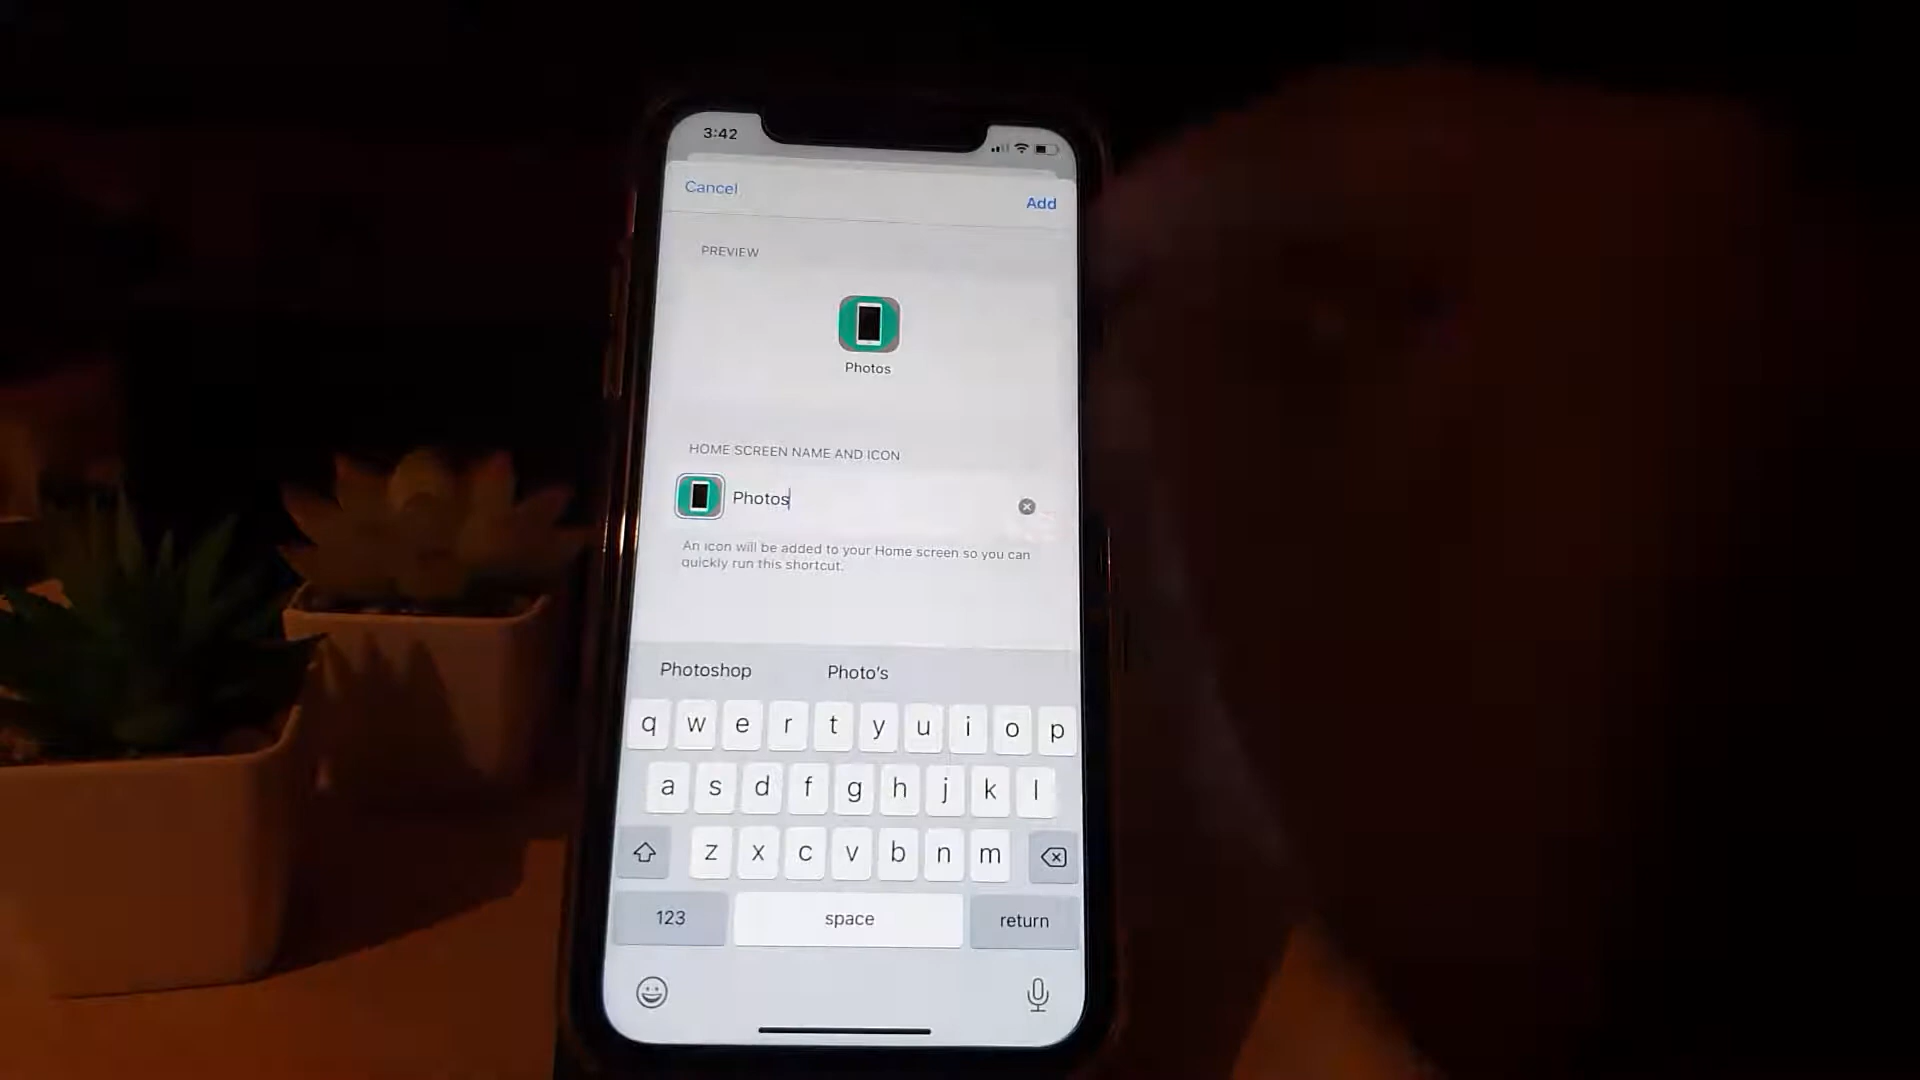 3:42
Cancel
Add
PREVIEW
Photos
HOME SCREEN NAME AND ICON
Photos
An icon will be added to your Home screen so you can
quickly run this shortcut.
Photoshop Photo's
q w e r t y u i o p
a s d f g h j k l
z x c v b n m
123 space return